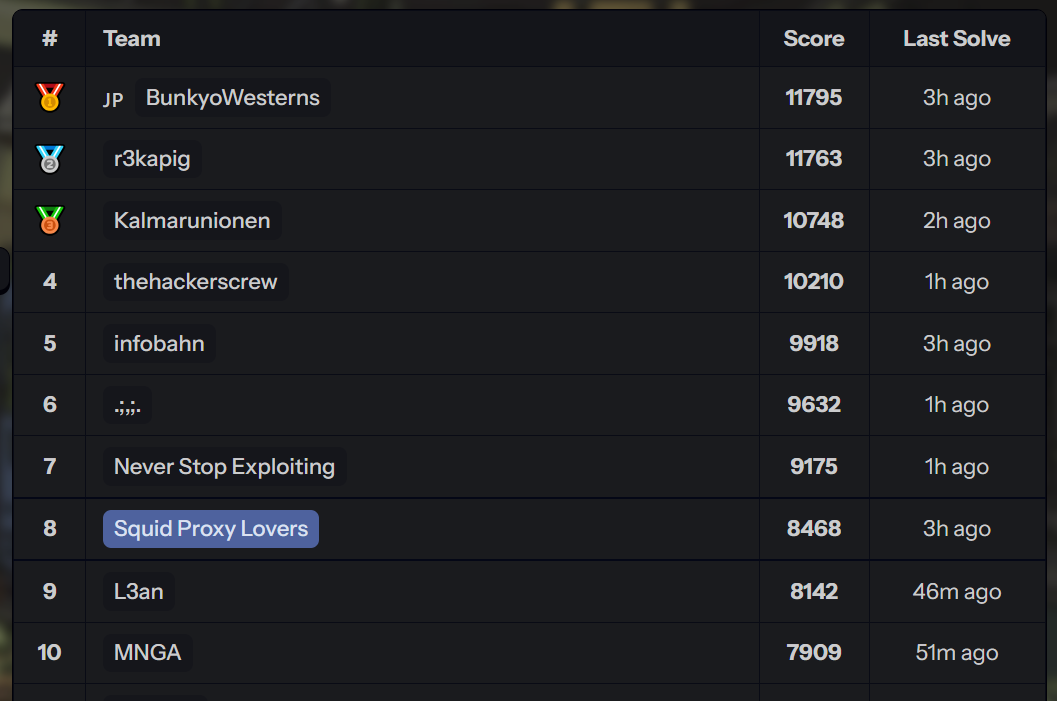 # Team Score Last Solve
1 JP BunkyoWesterns 11795 3h ago
2 r3kapig 11763 3h ago
3 Kalmarunionen 10748 2h ago
4 thehackerscrew 10210 1h ago
5 infobahn 9918 3h ago
6 .;,;. 9632 1h ago
7 Never Stop Exploiting 9175 1h ago
8 Squid Proxy Lovers 8468 3h ago
9 L3an 8142 46m ago
10 MNGA 7909 51m ago